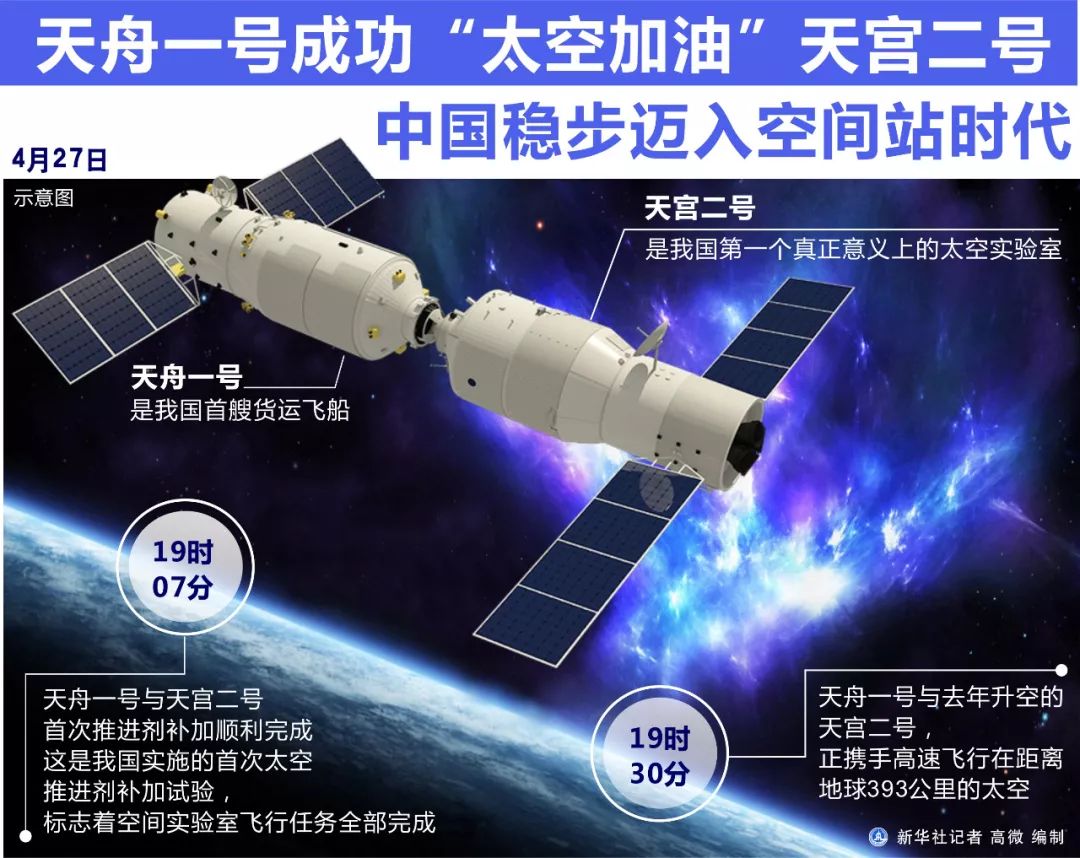 天舟一号成功“太空加油”天宫二号
中国稳步迈入空间站时代
4月27日
示意图
天宫二号
是我国第一个真正意义上的太空实验室
天舟一号
是我国首艘货运飞船
19时
07分
天舟一号与天宫二号
首次推进剂补加顺利完成
这是我国实施的首次太空
推进剂补加试验，
标志着空间实验室飞行任务全部完成
19时
30分
天舟一号与去年升空的
天宫二号，
正携手高速飞行在距离
地球393公里的太空
新华社记者 高微 编制